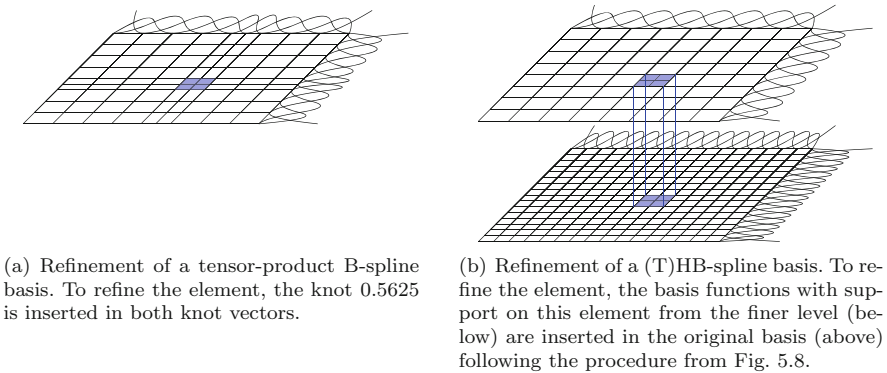 (a) Refinement of a tensor-product B-spline
basis. To refine the element, the knot 0.5625
is inserted in both knot vectors.
(b) Refinement of a (T)HB-spline basis. To re-
fine the element, the basis functions with sup-
port on this element from the finer level (be-
low) are inserted in the original basis (above)
following the procedure from Fig. 5.8.